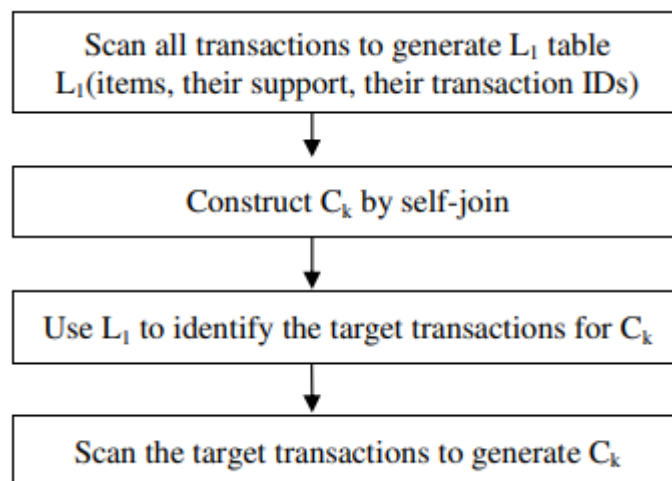 Scan all transactions to generate L₁ table
L₁(items, their support, their transaction IDs)
Construct Cₖ by self-join
Use L₁ to identify the target transactions for Cₖ
Scan the target transactions to generate Cₖ